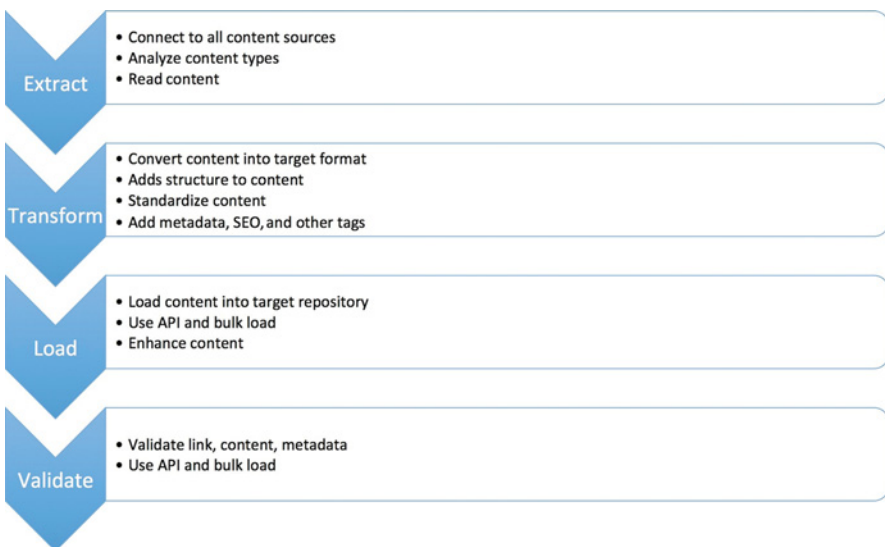 Extract
• Connect to all content sources
• Analyze content types
• Read content
Transform
• Convert content into target format
• Adds structure to content
• Standardize content
• Add metadata, SEO, and other tags
Load
• Load content into target repository
• Use API and bulk load
• Enhance content
Validate
• Validate link, content, metadata
• Use API and bulk load